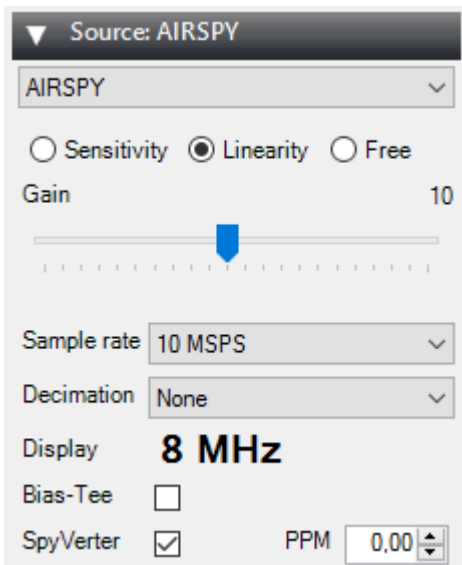 Source: AIRSPY
AIRSPY
Sensitivity Linearity Free
Gain 10
Sample rate 10 MSPS
Decimation None
Display 8 MHz
Bias-Tee
SpyVerter PPM 0,00